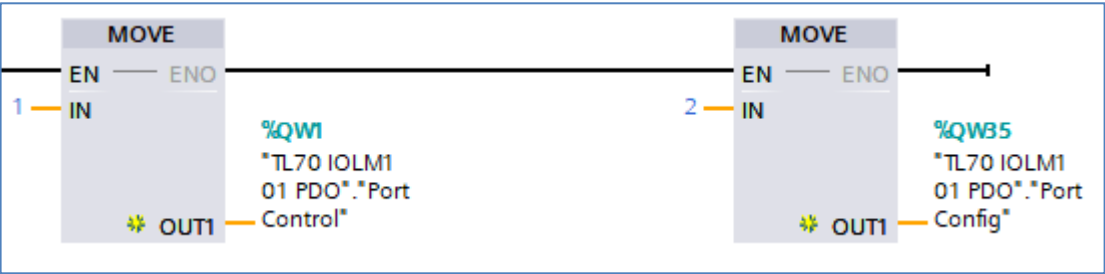 MOVE
EN ENO
1 IN
%QW1
"TL70 IOLM1
01 PDO"."Port
Control"
OUT1
MOVE
EN ENO
2 IN
%QW35
"TL70 IOLM1
01 PDO"."Port
Config"
OUT1